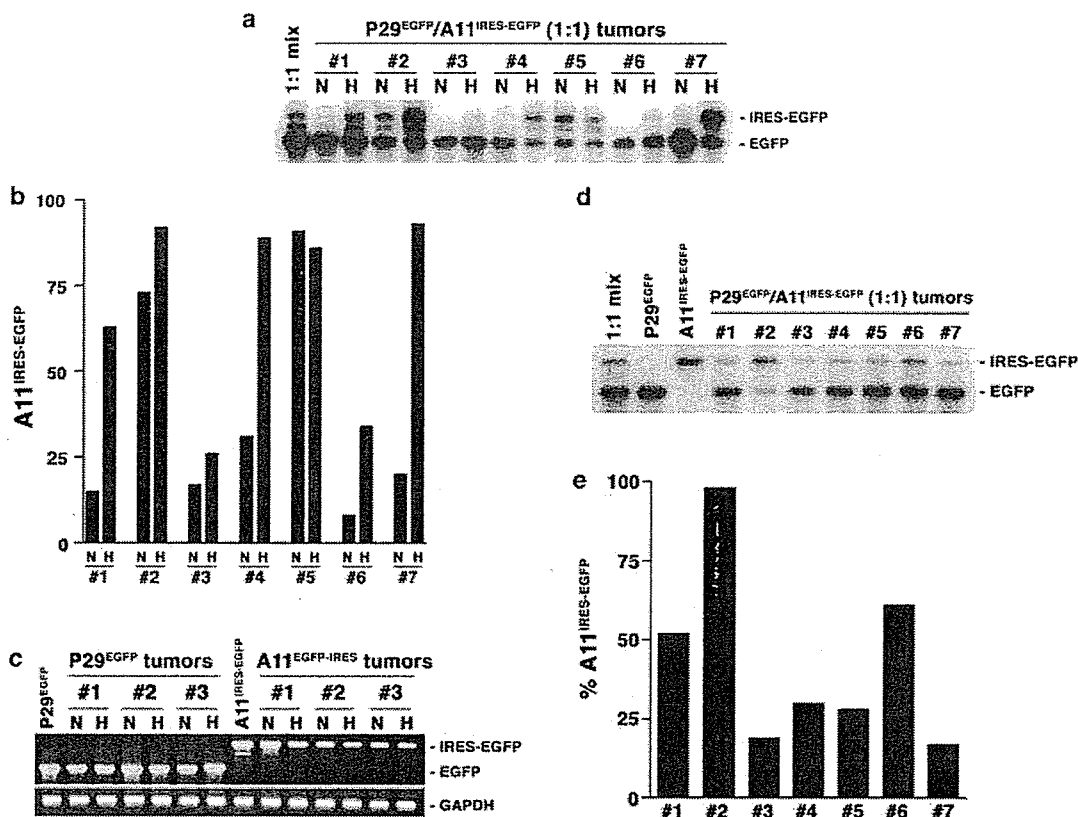 a
P29EGFP/A11IRES-EGFP (1:1) tumors
1:1 mix
#1 #2 #3 #4 #5 #6 #7
N H N H N H N H N H N H N H
- IRES-EGFP
- EGFP
b
A11IRES-EGFP
100
75
50
25
0
N H N H N H N H N H N H N H
#1 #2 #3 #4 #5 #6 #7
c
P29EGFP
P29EGFP tumors
A11IRES-EGFP
A11EGFP-IRES tumors
#1 #2 #3 #1 #2 #3
N H N H N H N H N H N H
- IRES-EGFP
- EGFP
- GAPDH
d
1:1 mix
P29EGFP
A11IRES-EGFP
P29EGFP/A11IRES-EGFP (1:1) tumors
#1 #2 #3 #4 #5 #6 #7
- IRES-EGFP
- EGFP
e
% A11IRES-EGFP
100
75
50
25
0
#1 #2 #3 #4 #5 #6 #7